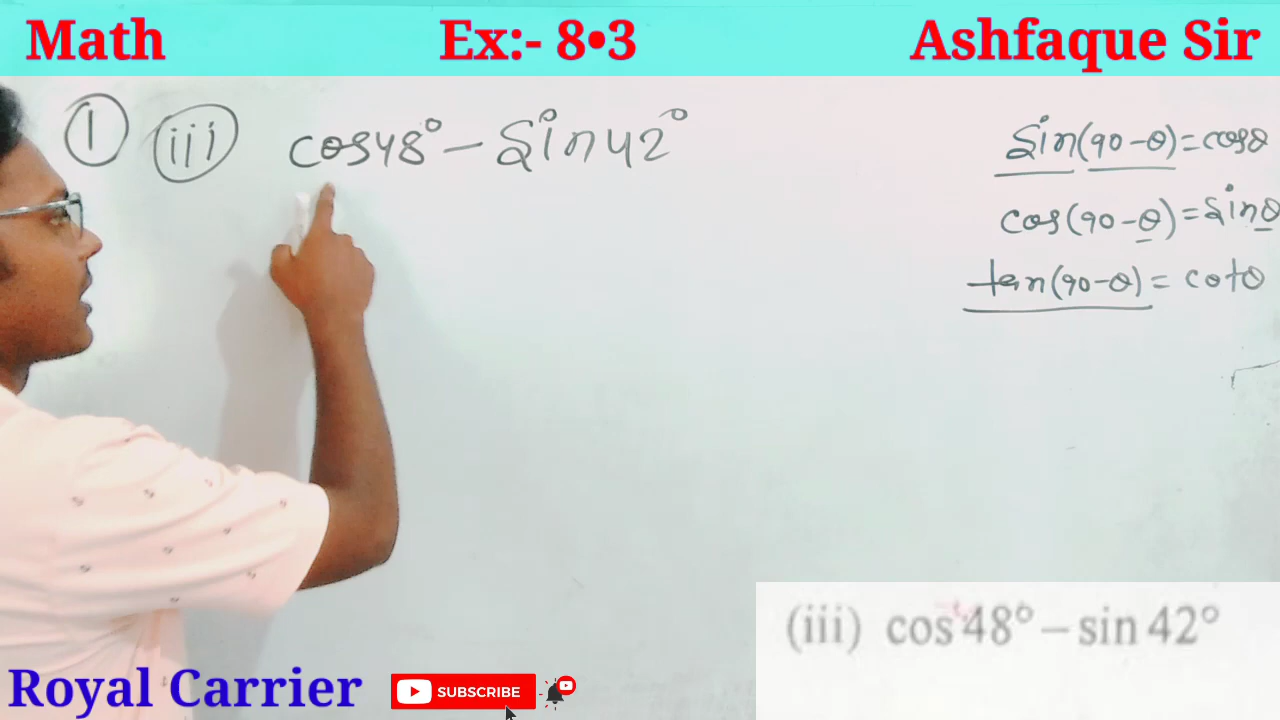 Math Ex:- 8•3 Ashfaque Sir
① (iii) cos48° - Sin42°
Sin(90-θ)=cosθ
cos(90-θ)=Sinθ
tan(90-θ)= cotθ
(iii) cos 48° – sin 42°
Royal Carrier SUBSCRIBE